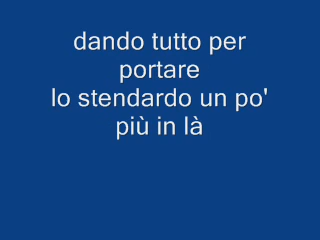 dando tutto per
portare
lo stendardo un po'
più in là